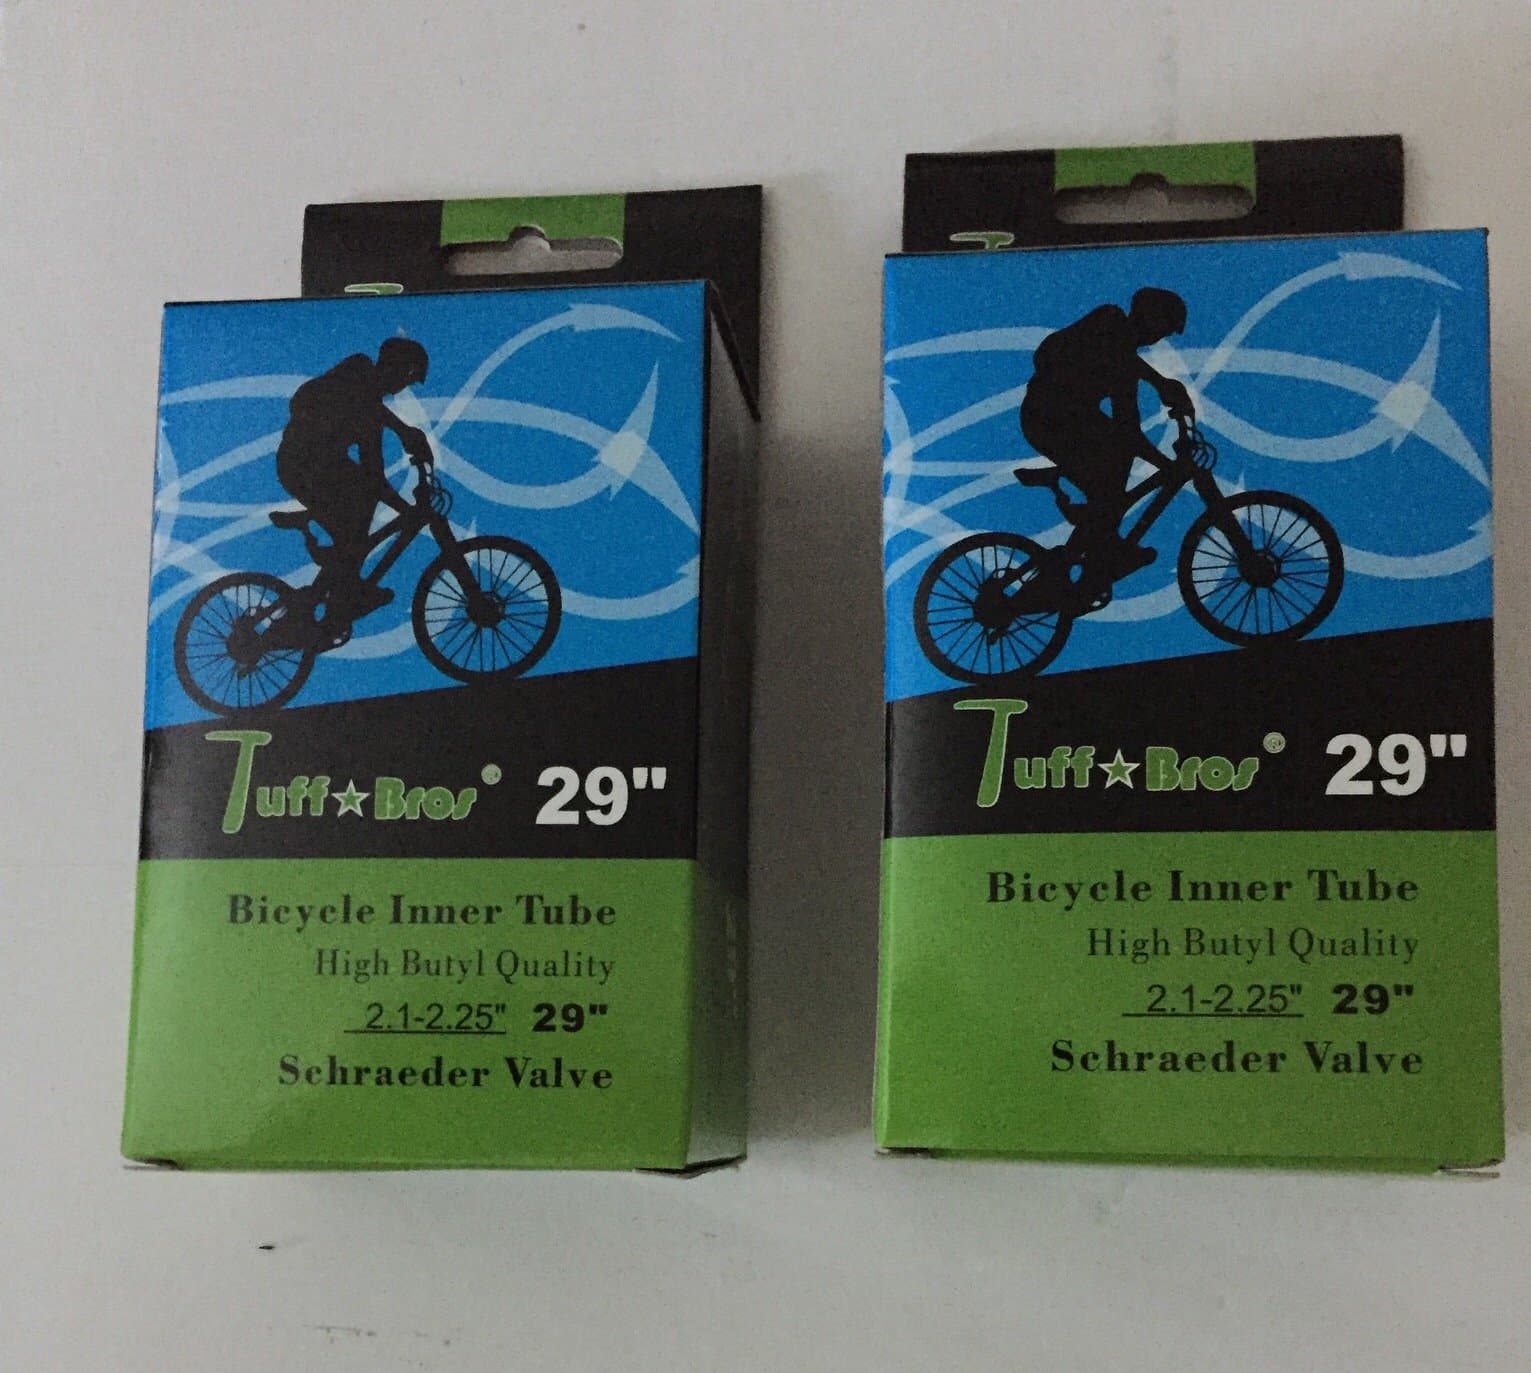 Tuff★Bros® 29"
Bicycle Inner Tube
High Butyl Quality
2.1-2.25" 29"
Schraeder Valve
Tuff★Bros® 29"
Bicycle Inner Tube
High Butyl Quality
2.1-2.25" 29"
Schraeder Valve